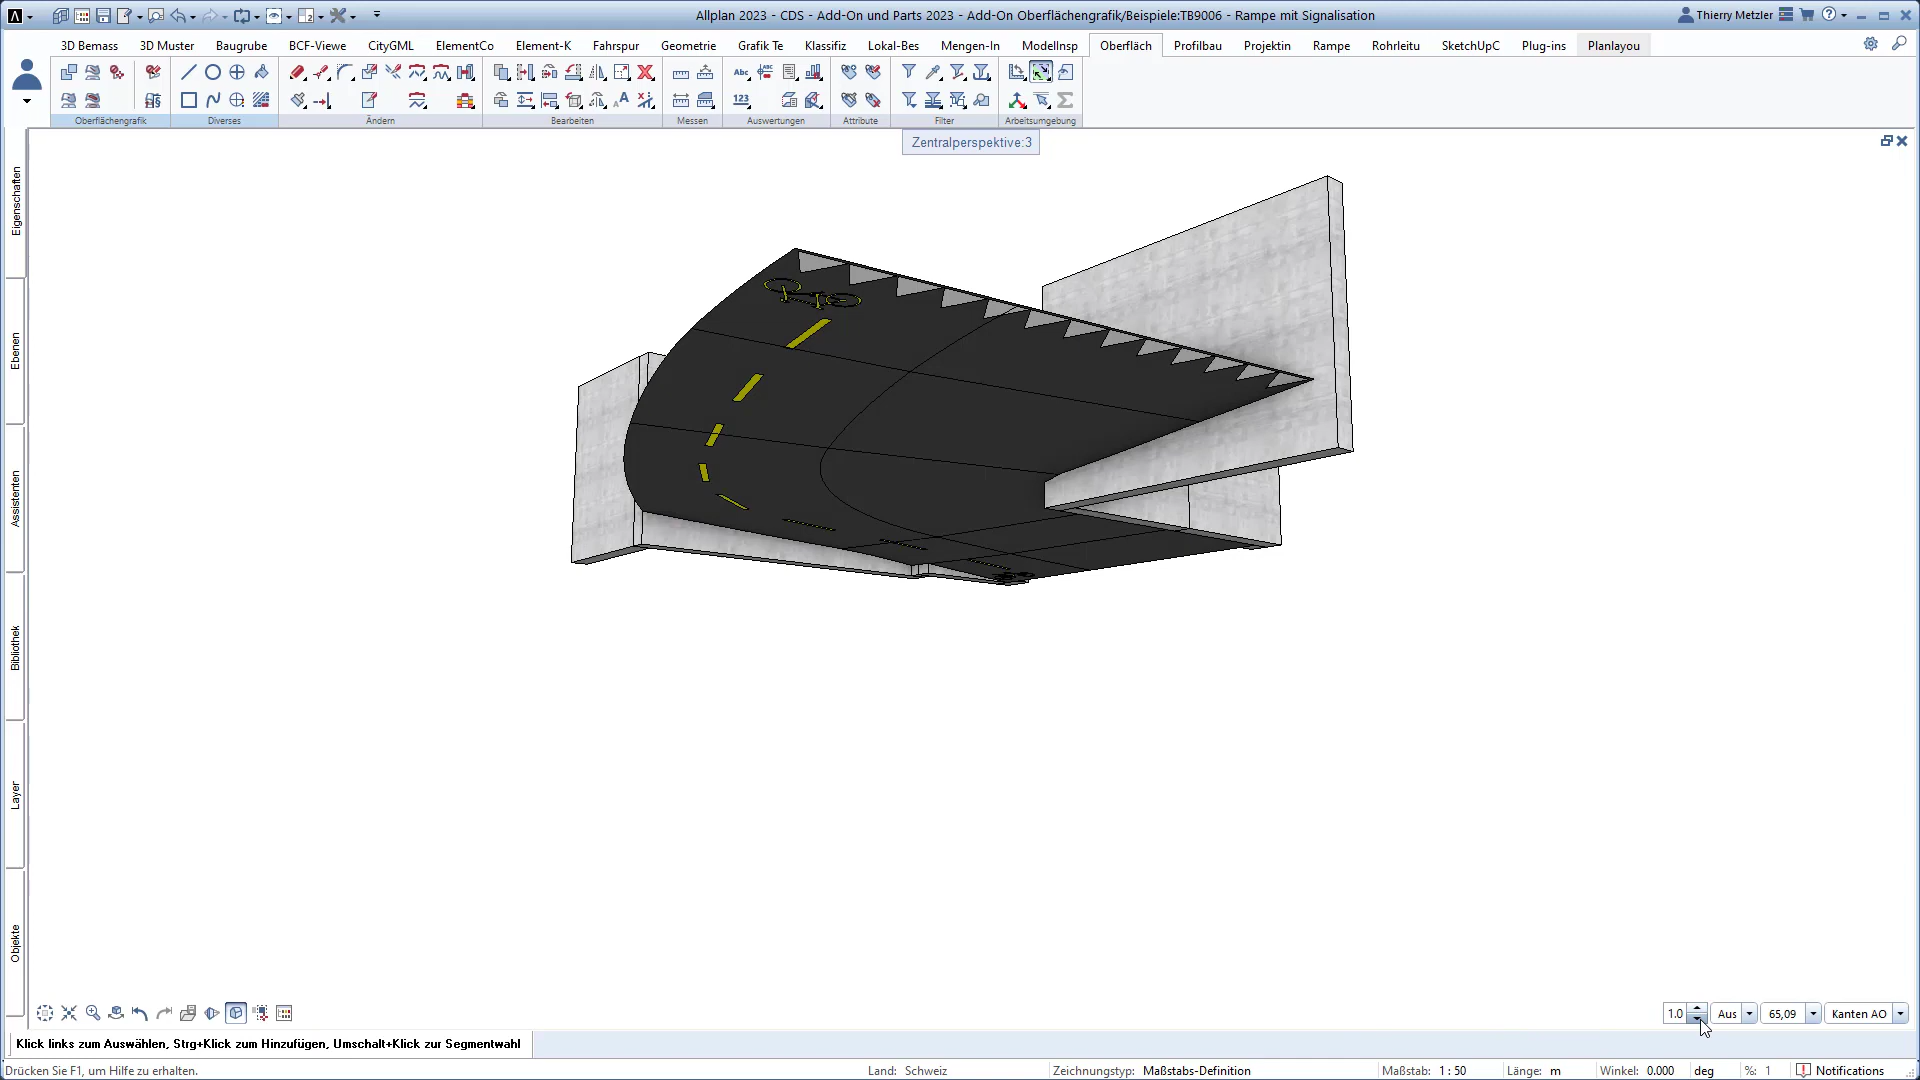 Allplan 2023 - CDS - Add-On und Parts 2023 - Add-On Oberflächengrafik/Beispiele:TB9006 - Rampe mit Signalisation
Thierry Metzler
3D Bemass 3D Muster Baugrube BCF-Viewe CityGML ElementCo Element-K Fahrspur Geometrie Grafik Te Klassifiz Lokal-Bes Mengen-In ModelInsp Oberfläch Profilbau Projektin Rampe Rohrleitu SketchUpC Plug-ins Planlayou
Oberflächengrafik Diverses Ändern Bearbeiten Messen Auswertungen Attribute Filter Arbeitsumgebung
Zentralperspektive:3
Eigenschaften
Ebenen
Assistenten
Bibliothek
Layer
Objekte
1.0 Aus 65,09 Kanten AO
Klick links zum Auswählen, Strg+Klick zum Hinzufügen, Umschalt+Klick zur Segmentwahl
Drücken Sie F1, um Hilfe zu erhalten. Land: Schweiz Zeichnungstyp: Maßstabs-Definition Maßstab: 1 : 50 Länge: m Winkel: 0.000 deg %: 1 Notifications